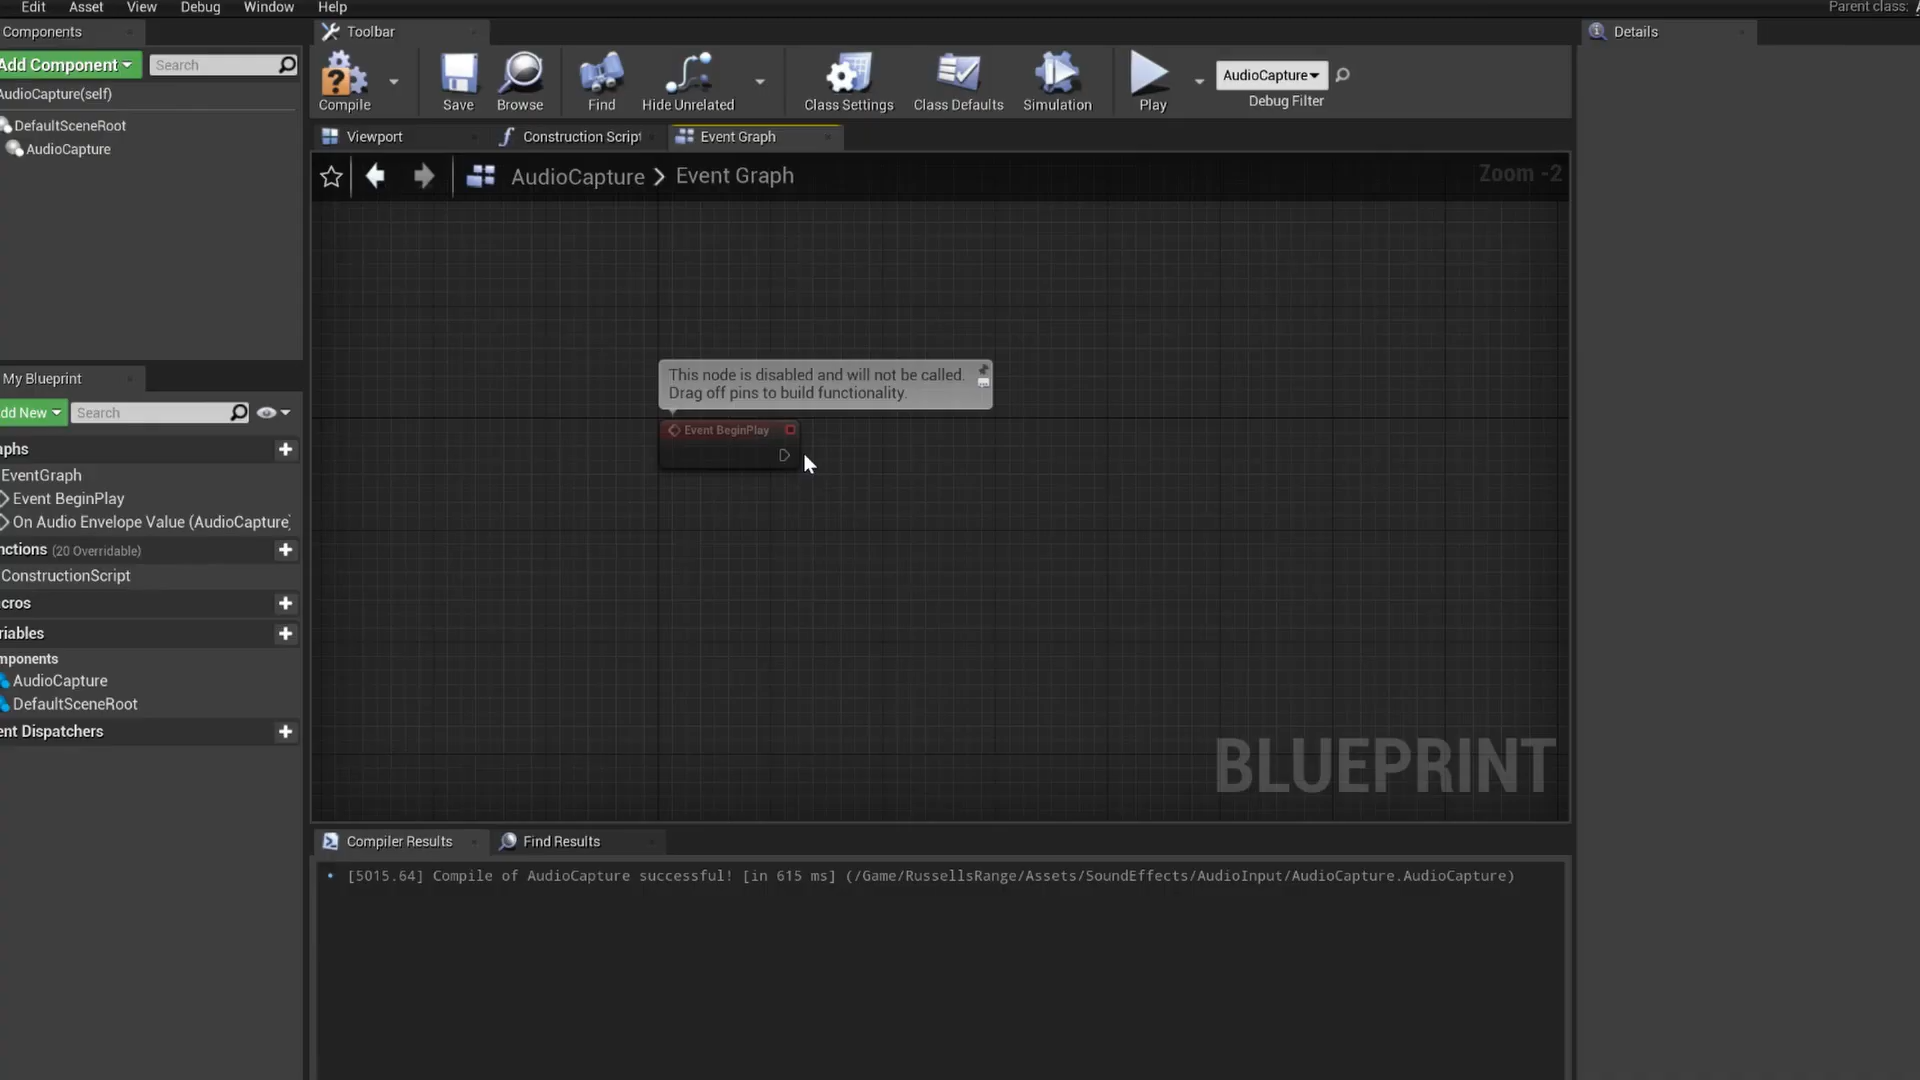 Edit Asset View Debug Window Help
Parent class:
Components
Add Component
Search
AudioCapture(self)
DefaultSceneRoot
AudioCapture
Toolbar
Compile
Save
Browse
Find
Hide Unrelated
Class Settings
Class Defaults
Simulation
Play
AudioCapture
Debug Filter
Details
Viewport
Construction Script
Event Graph
AudioCapture > Event Graph
Zoom -2
This node is disabled and will not be called.
Drag off pins to build functionality.
Event BeginPlay
BLUEPRINT
My Blueprint
dd New
Search
aphs
EventGraph
Event BeginPlay
On Audio Envelope Value (AudioCapture)
nctions (20 Overridable)
ConstructionScript
cros
riables
mponents
AudioCapture
DefaultSceneRoot
ent Dispatchers
Compiler Results
Find Results
[5015.64] Compile of AudioCapture successful! [in 615 ms] (/Game/RussellsRange/Assets/SoundEffects/AudioInput/AudioCapture.AudioCapture)